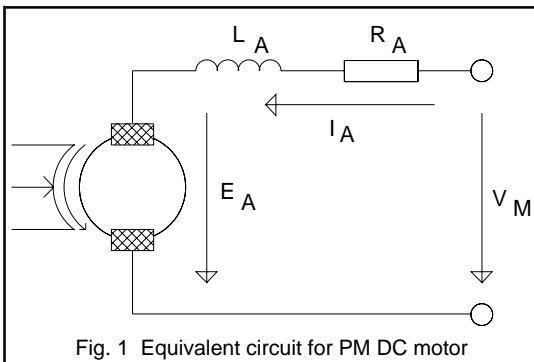 L A
R A
I A
E A
V M
Fig. 1 Equivalent circuit for PM DC motor